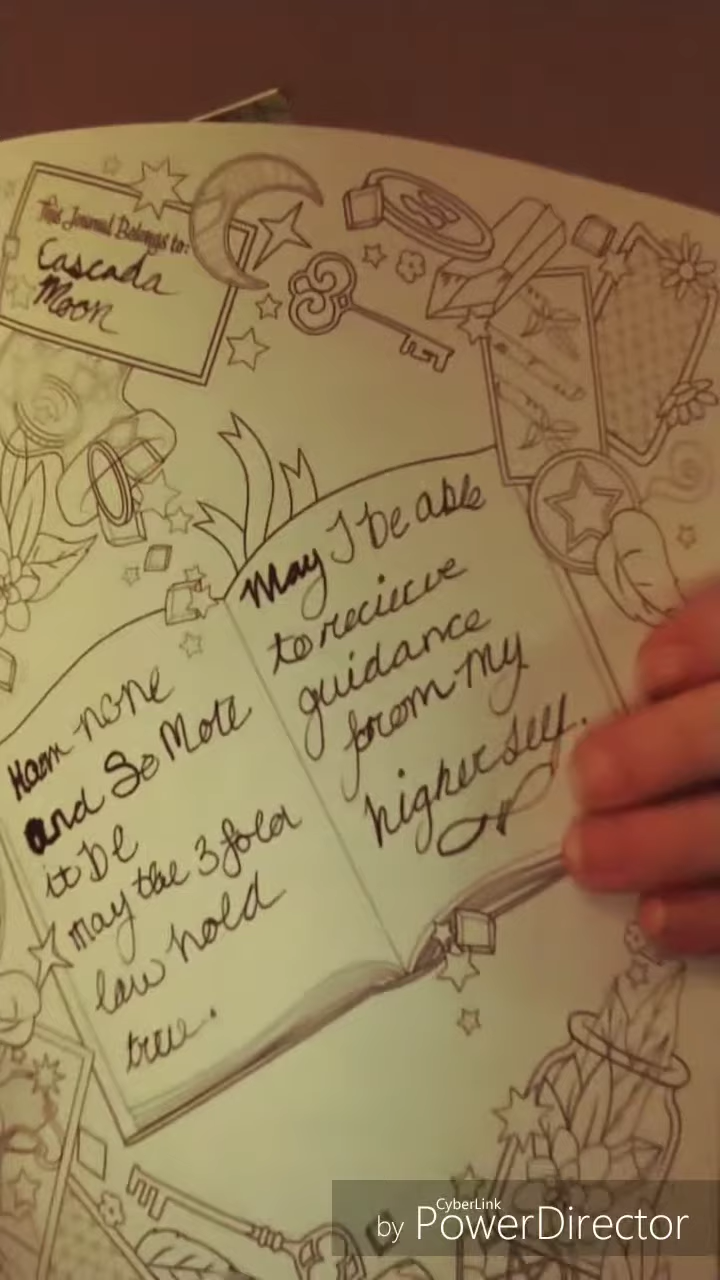 This Journal Belongs to:
Cascada
Moon
Harm none
and So Mote
it be
may the 3 fold
law hold
true.
May I be able
to recieve
guidance
from my
higher self.
CyberLink
by PowerDirector